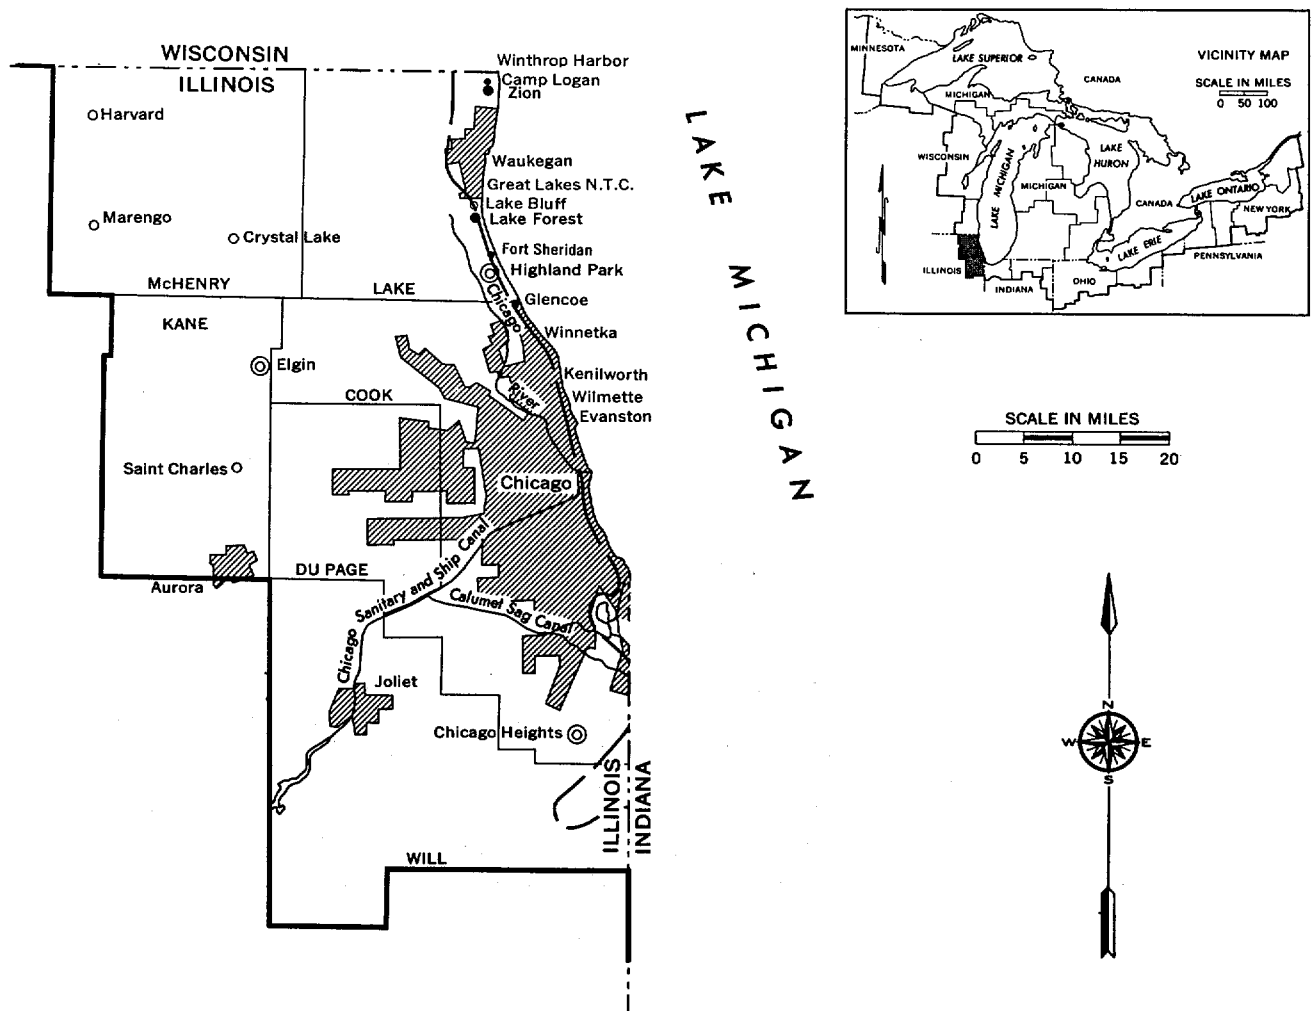 WISCONSIN
ILLINOIS
Winthrop Harbor
Camp Logan
Zion
Harvard
Waukegan
Great Lakes N.T.C.
Lake Bluff
Lake Forest
Marengo
Crystal Lake
Fort Sheridan
Highland Park
McHENRY
LAKE
Glencoe
Chicago
River
KANE
Winnetka
Elgin
Kenilworth
COOK
Wilmette
Evanston
Saint Charles
Chicago
DU PAGE
Aurora
Chicago Sanitary and Ship Canal
Calumet Sag Canal
Joliet
Chicago Heights
ILLINOIS
INDIANA
WILL
LAKE MICHIGAN
VICINITY MAP
SCALE IN MILES
0 50 100
MINNESOTA
LAKE SUPERIOR
CANADA
MICHIGAN
WISCONSIN
LAKE MICHIGAN
MICHIGAN
LAKE
HURON
CANADA
LAKE ONTARIO
NEW YORK
LAKE ERIE
PENNSYLVANIA
ILLINOIS
INDIANA
OHIO
SCALE IN MILES
0 5 10 15 20
N
W E
S